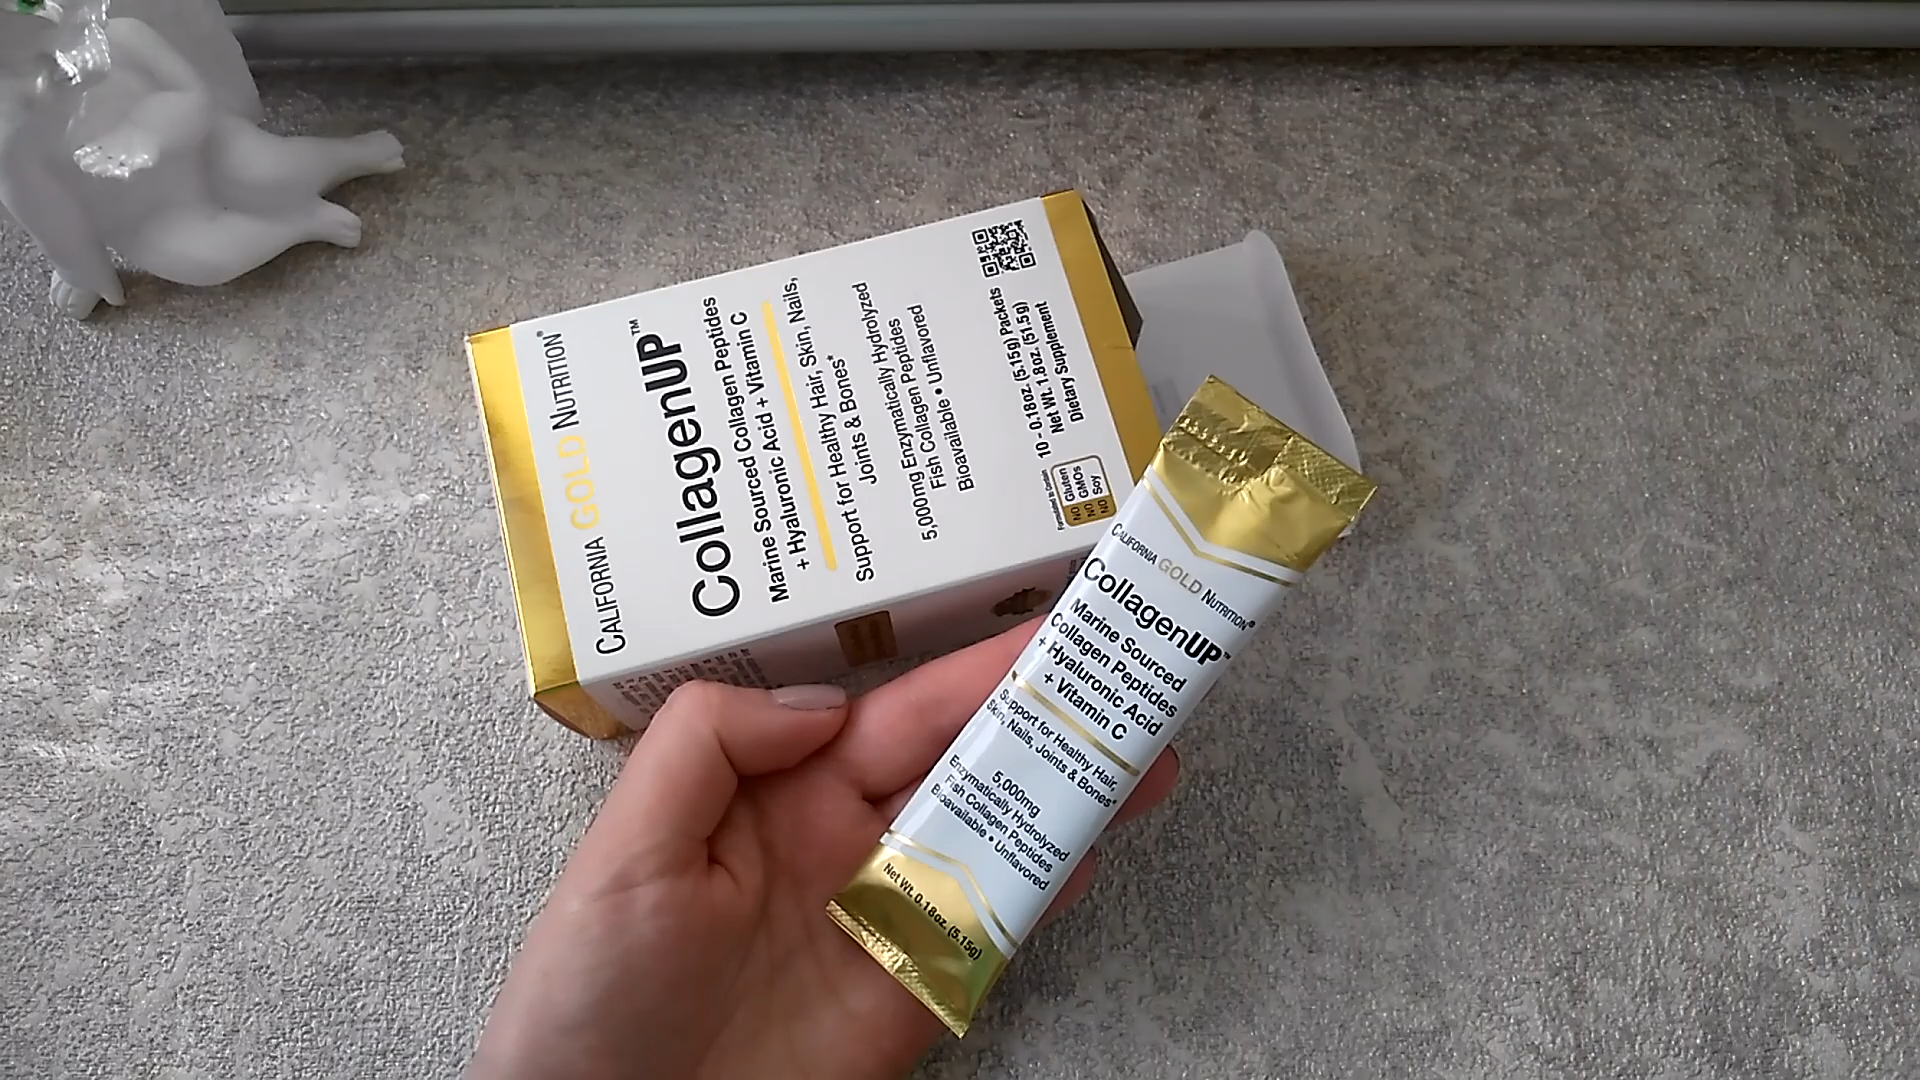 CALIFORNIA GOLD NUTRITION®
CollagenUP™
Marine Sourced Collagen Peptides
+ Hyaluronic Acid + Vitamin C
Support for Healthy Hair, Skin, Nails,
Joints & Bones*
5,000mg Enzymatically Hydrolyzed
Fish Collagen Peptides
Bioavailable • Unflavored
Formulated to Contain
NO Gluten
NO GMOs
NO Soy
10 - 0.18oz. (5.15g) Packets
Net Wt. 1.8oz. (51.5g)
Dietary Supplement
CALIFORNIA GOLD NUTRITION®
CollagenUP™
Marine Sourced
Collagen Peptides
+ Hyaluronic Acid
+ Vitamin C
Support for Healthy Hair,
Skin, Nails, Joints & Bones*
5,000mg
Enzymatically Hydrolyzed
Fish Collagen Peptides
Bioavailable • Unflavored
Net Wt. 0.18oz. (5.15g)